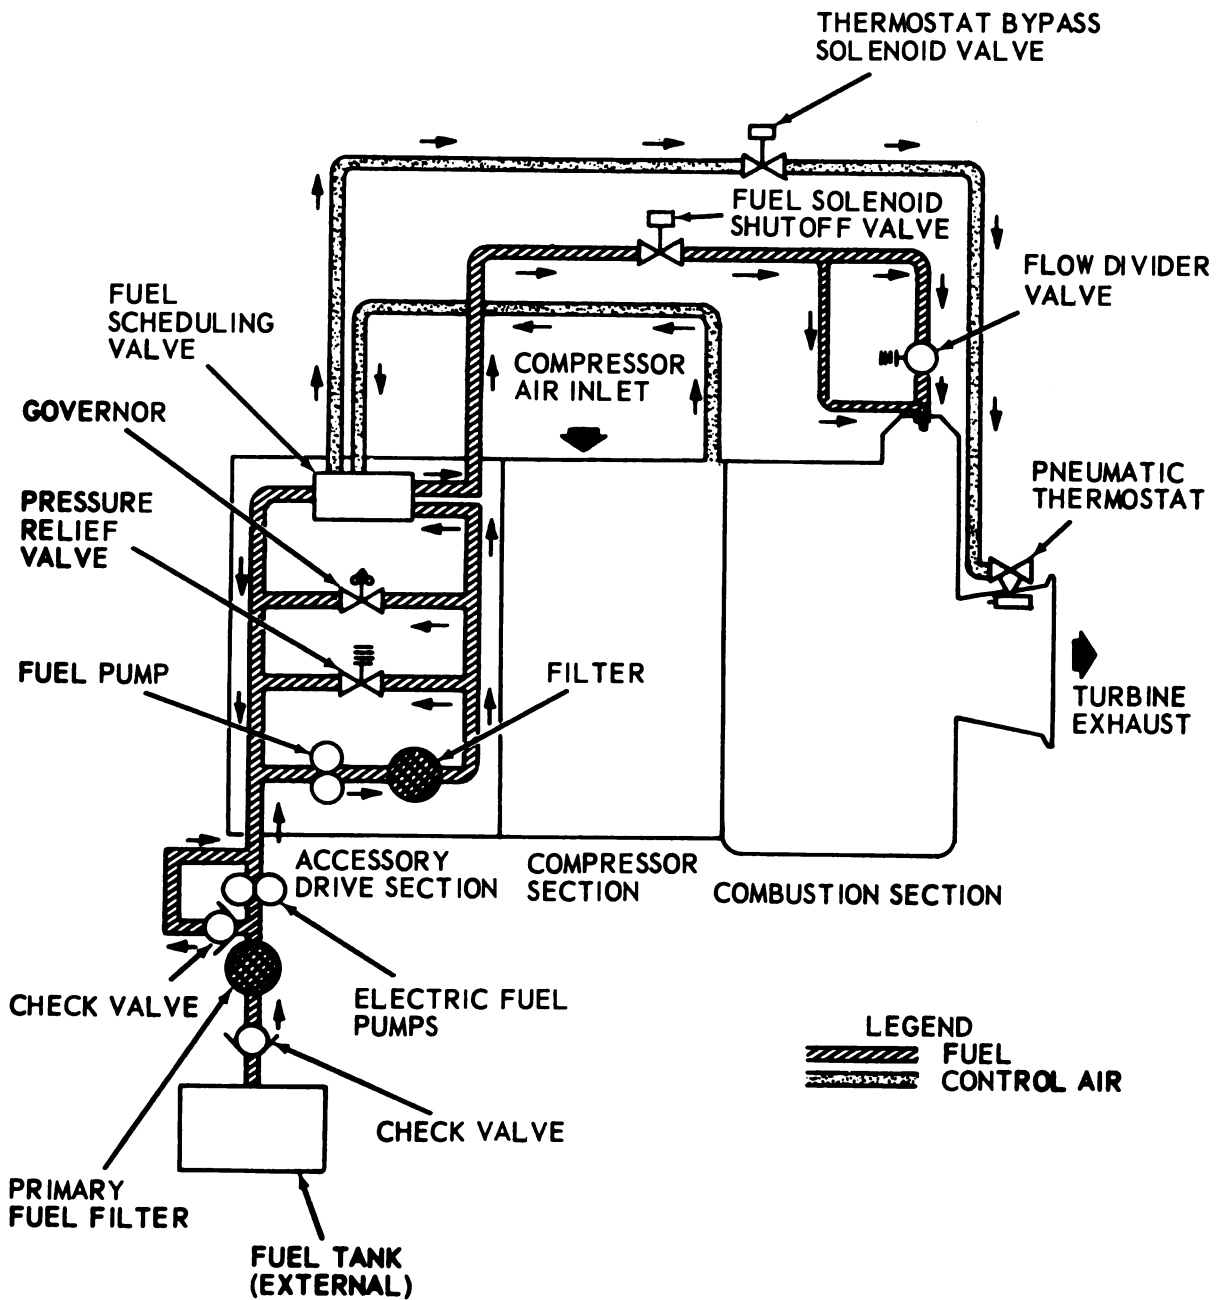 THERMOSTAT BYPASS
SOLENOID VALVE
FUEL SOLENOID
SHUTOFF VALVE
FLOW DIVIDER
VALVE
FUEL
SCHEDULING
VALVE
COMPRESSOR
AIR INLET
GOVERNOR
PRESSURE
RELIEF
VALVE
PNEUMATIC
THERMOSTAT
FUEL PUMP
FILTER
TURBINE
EXHAUST
ACCESSORY
DRIVE SECTION
COMPRESSOR
SECTION
COMBUSTION SECTION
CHECK VALVE
ELECTRIC FUEL
PUMPS
LEGEND
FUEL
CONTROL AIR
CHECK VALVE
PRIMARY
FUEL FILTER
FUEL TANK
(EXTERNAL)